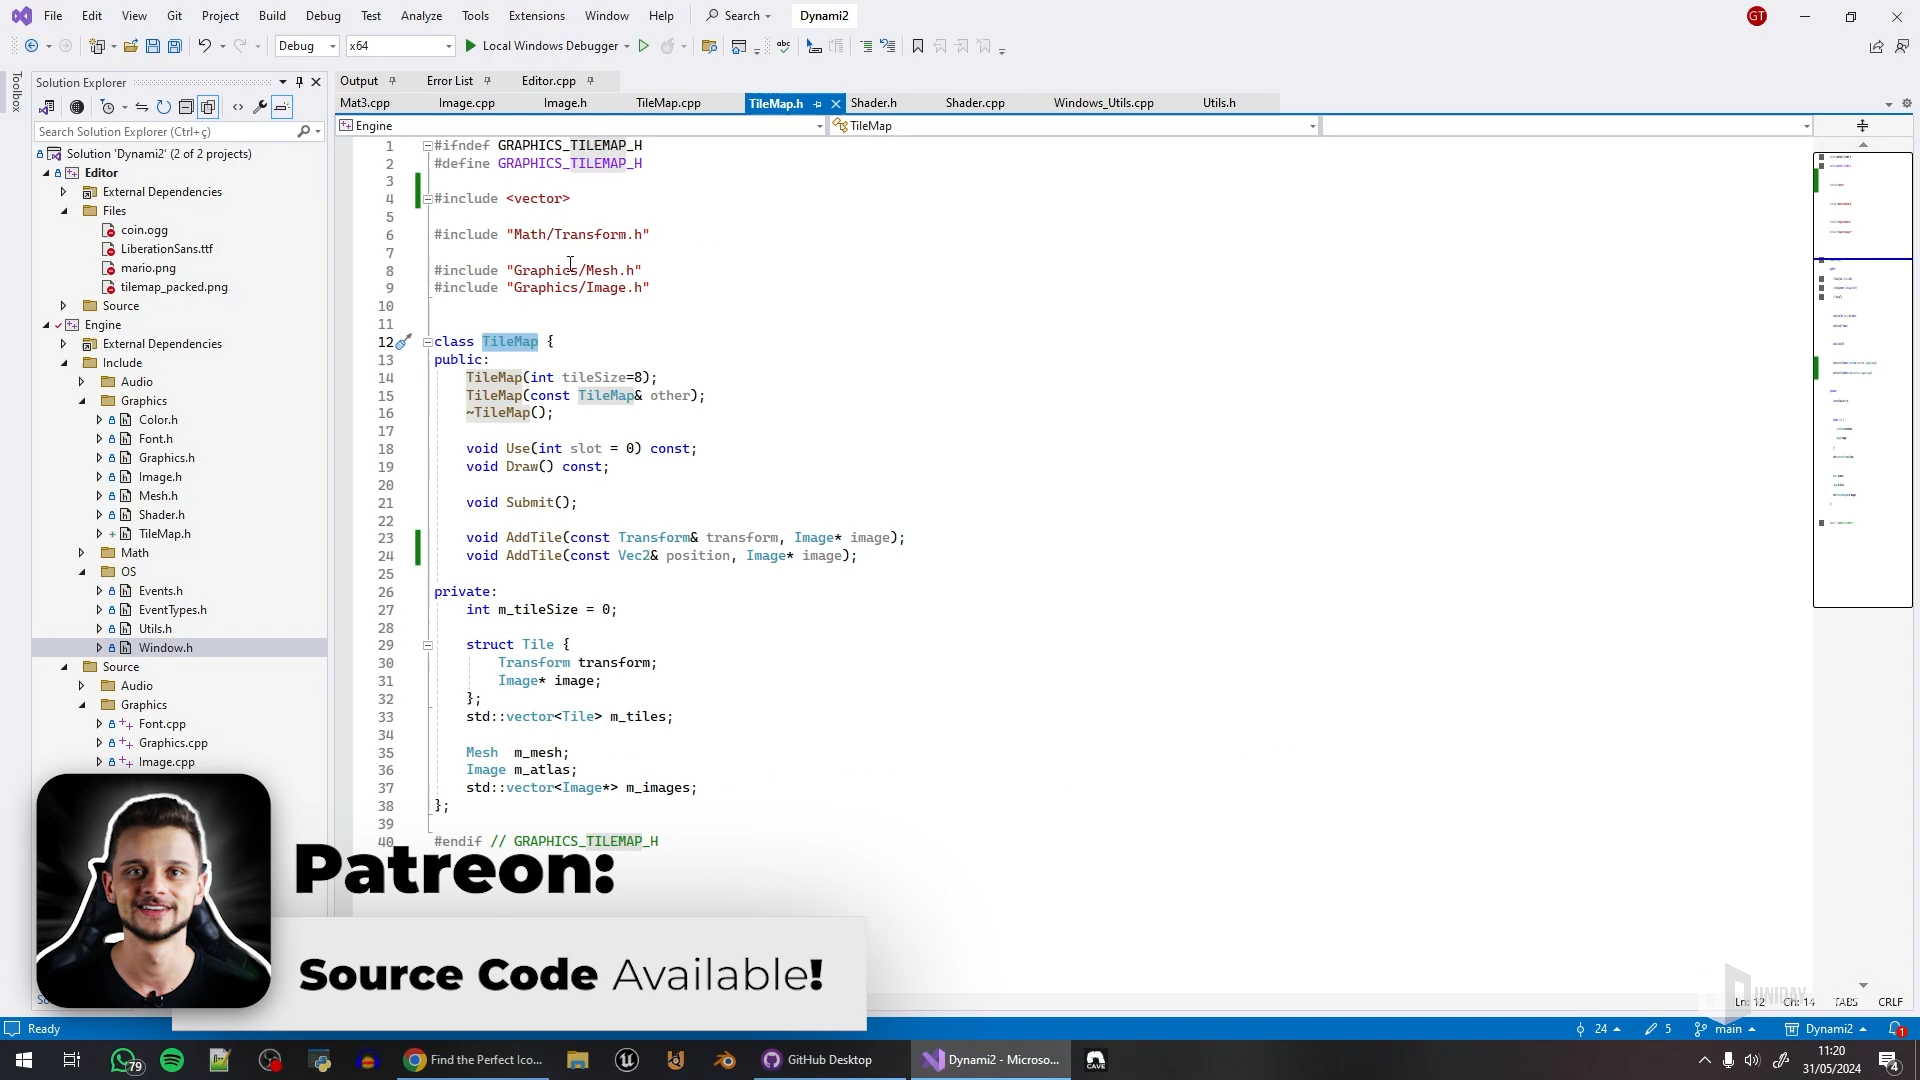 File Edit View Git Project Build Debug Test Analyze Tools Extensions Window Help Search Dynami2 GT
Debug x64 Local Windows Debugger
Toolbox
Solution Explorer
Search Solution Explorer (Ctrl+ç)
Solution 'Dynami2' (2 of 2 projects)
Editor
External Dependencies
Files
coin.ogg
LiberationSans.ttf
mario.png
tilemap_packed.png
Source
Engine
External Dependencies
Include
Audio
Graphics
Color.h
Font.h
Graphics.h
Image.h
Mesh.h
Shader.h
TileMap.h
Math
OS
Events.h
EventTypes.h
Utils.h
Window.h
Source
Audio
Graphics
Font.cpp
Graphics.cpp
Image.cpp
Output Error List Editor.cpp
Mat3.cpp Image.cpp Image.h TileMap.cpp TileMap.h Shader.h Shader.cpp Windows_Utils.cpp Utils.h
Engine TileMap
1 #ifndef GRAPHICS_TILEMAP_H
2 #define GRAPHICS_TILEMAP_H
3
4 #include <vector>
5
6 #include "Math/Transform.h"
7
8 #include "Graphics/Mesh.h"
9 #include "Graphics/Image.h"
10
11
12 class TileMap {
13 public:
14 TileMap(int tileSize=8);
15 TileMap(const TileMap& other);
16 ~TileMap();
17
18 void Use(int slot = 0) const;
19 void Draw() const;
20
21 void Submit();
22
23 void AddTile(const Transform& transform, Image* image);
24 void AddTile(const Vec2& position, Image* image);
25
26 private:
27 int m_tileSize = 0;
28
29 struct Tile {
30 Transform transform;
31 Image* image;
32 };
33 std::vector<Tile> m_tiles;
34
35 Mesh m_mesh;
36 Image m_atlas;
37 std::vector<Image*> m_images;
38 };
39
40 #endif // GRAPHICS_TILEMAP_H
Patreon:
Source Code Available!
UNIDAY
Ln: 12 Ch: 14 TABS CRLF
Ready 24 5 main Dynami2 1
79 Find the Perfect Ico... GitHub Desktop Dynami2 - Microso... CAVE 11:20
31/05/2024 4